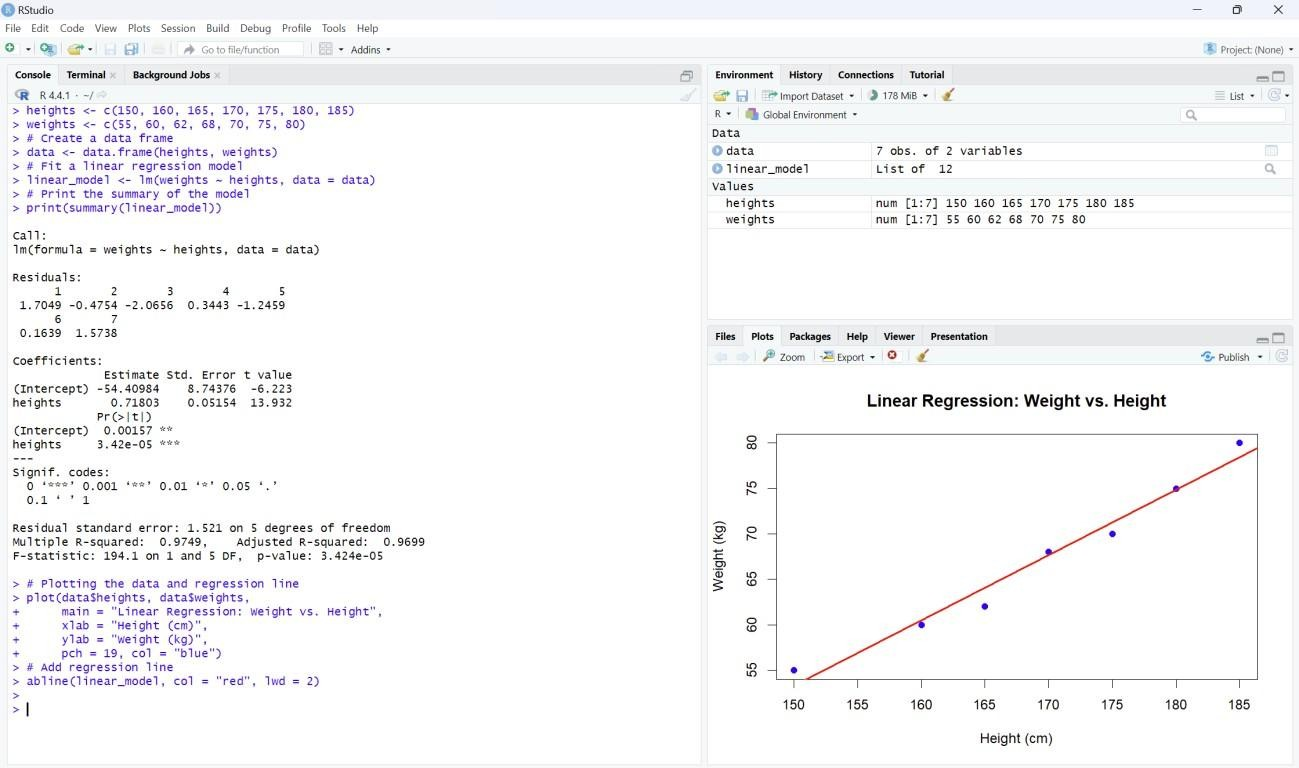 RStudio
File Edit Code View Plots Session Build Debug Profile Tools Help
Go to file/function Addins Project: (None)
Console Terminal Background Jobs
R 4.4.1 · ~/
> heights <- c(150, 160, 165, 170, 175, 180, 185)
> weights <- c(55, 60, 62, 68, 70, 75, 80)
> # Create a data frame
> data <- data.frame(heights, weights)
> # Fit a linear regression model
> linear_model <- lm(weights ~ heights, data = data)
> # Print the summary of the model
> print(summary(linear_model))
Call:
lm(formula = weights ~ heights, data = data)
Residuals:
1 2 3 4 5
1.7049 -0.4754 -2.0656 0.3443 -1.2459
6 7
0.1639 1.5738
Coefficients:
Estimate Std. Error t value
(Intercept) -54.40984 8.74376 -6.223
heights 0.71803 0.05154 13.932
Pr(>|t|)
(Intercept) 0.00157 **
heights 3.42e-05 ***
---
Signif. codes:
0 ‘***’ 0.001 ‘**’ 0.01 ‘*’ 0.05 ‘.’
0.1 ‘ ’ 1
Residual standard error: 1.521 on 5 degrees of freedom
Multiple R-squared: 0.9749, Adjusted R-squared: 0.9699
F-statistic: 194.1 on 1 and 5 DF, p-value: 3.424e-05
> # Plotting the data and regression line
> plot(data$heights, data$weights,
+ main = "Linear Regression: Weight vs. Height",
+ xlab = "Height (cm)",
+ ylab = "Weight (kg)",
+ pch = 19, col = "blue")
> # Add regression line
> abline(linear_model, col = "red", lwd = 2)
>
>
Environment History Connections Tutorial
Import Dataset 178 MiB List
R Global Environment
Data
data 7 obs. of 2 variables
linear_model List of 12
Values
heights num [1:7] 150 160 165 170 175 180 185
weights num [1:7] 55 60 62 68 70 75 80
Files Plots Packages Help Viewer Presentation
Zoom Export Publish
Linear Regression: Weight vs. Height
Weight (kg)
80
75
70
65
60
55
150 155 160 165 170 175 180 185
Height (cm)